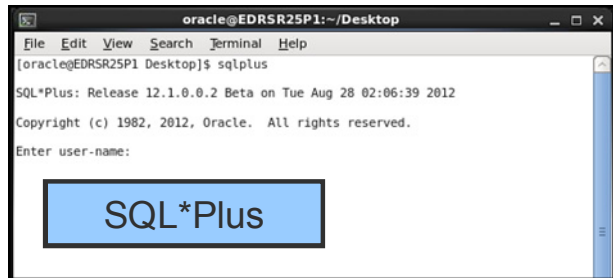 oracle@EDRSR25P1:~/Desktop
File Edit View Search Terminal Help
[oracle@EDRSR25P1 Desktop]$ sqlplus
SQL*Plus: Release 12.1.0.0.2 Beta on Tue Aug 28 02:06:39 2012
Copyright (c) 1982, 2012, Oracle. All rights reserved.
Enter user-name:
SQL*Plus